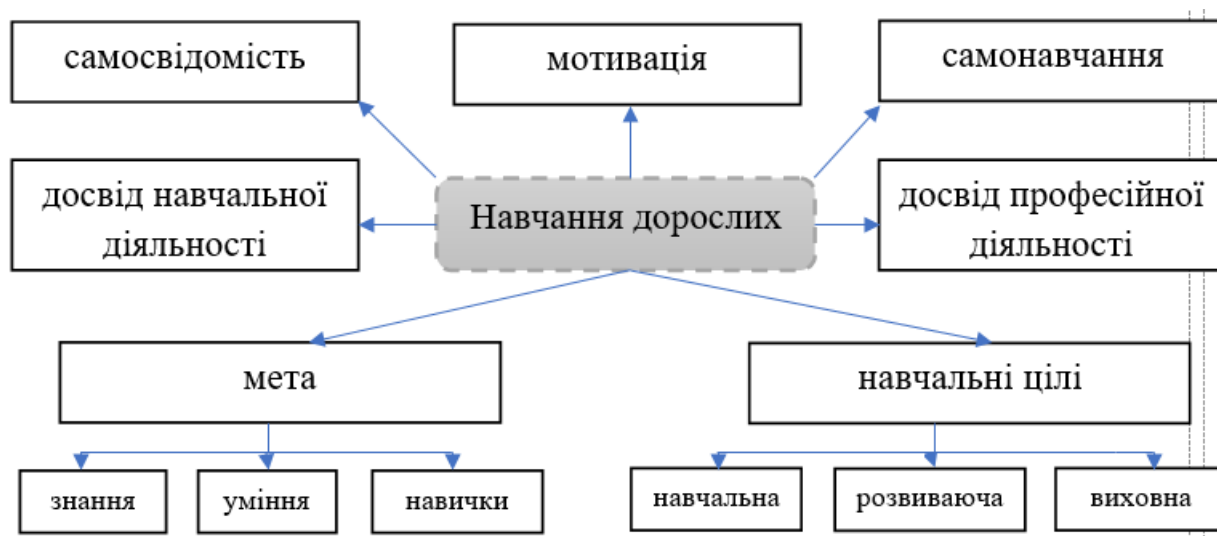 самосвідомість
мотивація
самонавчання
досвід навчальної
діяльності
Навчання дорослих
досвід професійної
діяльності
мета
навчальні цілі
знання
уміння
навички
навчальна
розвиваюча
виховна